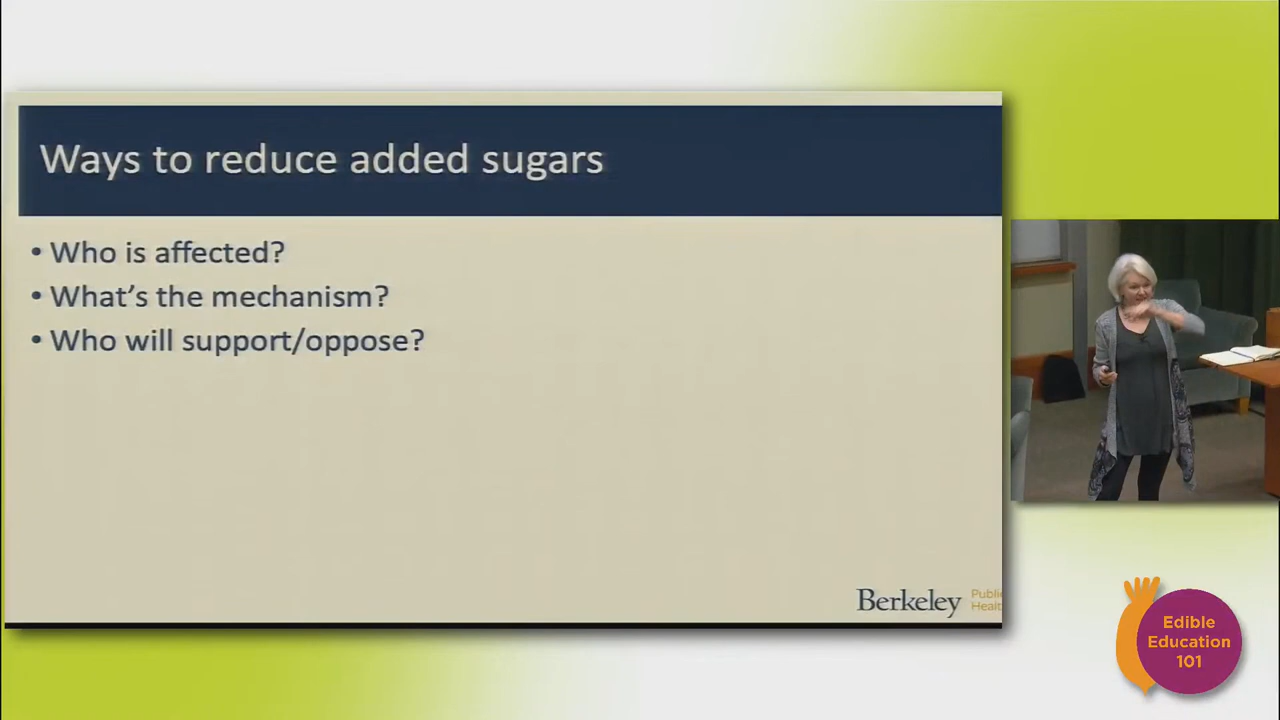 Ways to reduce added sugars
• Who is affected?
• What's the mechanism?
• Who will support/oppose?
Berkeley
Edible
Education
101